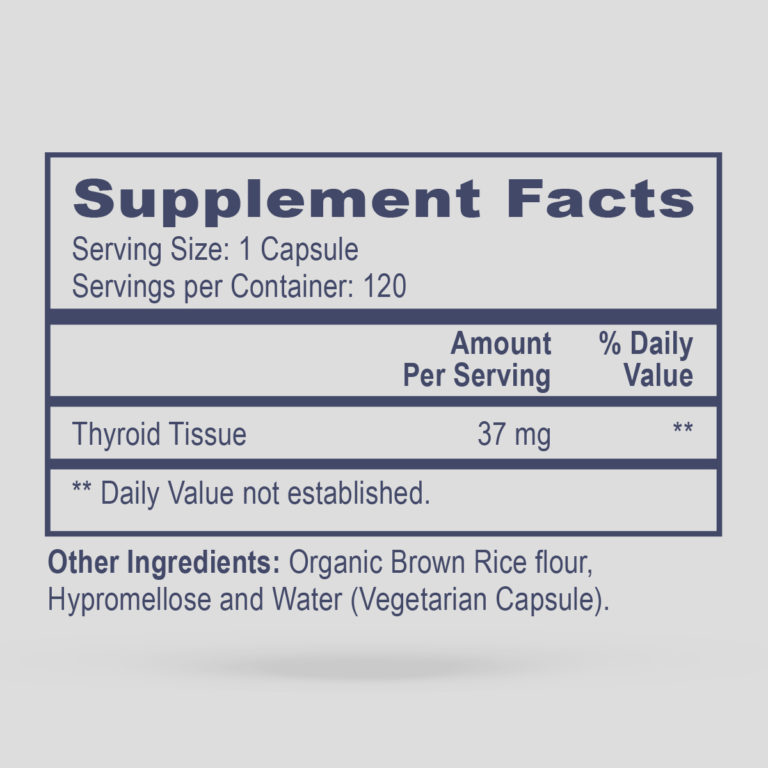 Supplement Facts
Serving Size: 1 Capsule
Servings per Container: 120
Amount Per Serving
% Daily Value
Thyroid Tissue 37 mg **
** Daily Value not established.
Other Ingredients: Organic Brown Rice flour,
Hypromellose and Water (Vegetarian Capsule).